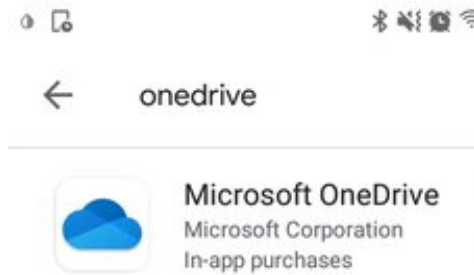 onedrive
Microsoft OneDrive
Microsoft Corporation
In-app purchases